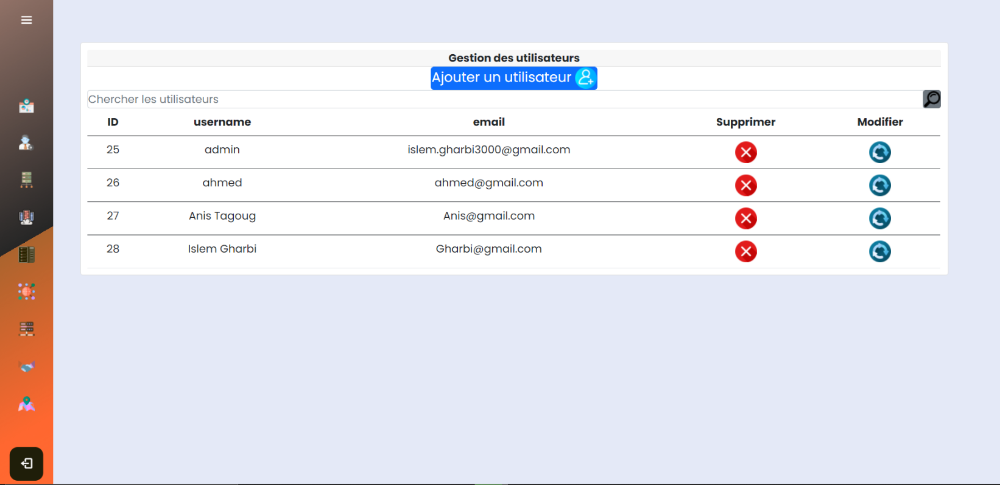 Gestion des utilisateurs
Ajouter un utilisateur
Chercher les utilisateurs
ID username email Supprimer Modifier
25 admin islem.gharbi3000@gmail.com
26 ahmed ahmed@gmail.com
27 Anis Tagoug Anis@gmail.com
28 Islem Gharbi Gharbi@gmail.com